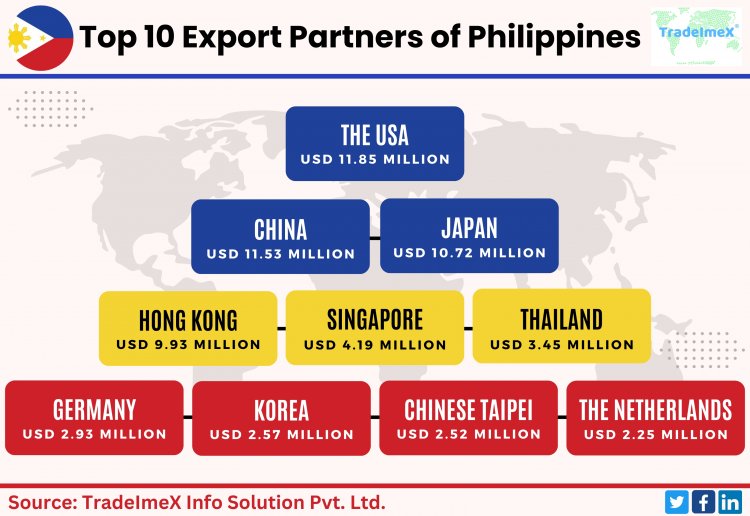 Top 10 Export Partners of Philippines
TradeImeX
THE USA
USD 11.85 MILLION
CHINA
USD 11.53 MILLION
JAPAN
USD 10.72 MILLION
HONG KONG
USD 9.93 MILLION
SINGAPORE
USD 4.19 MILLION
THAILAND
USD 3.45 MILLION
GERMANY
USD 2.93 MILLION
KOREA
USD 2.57 MILLION
CHINESE TAIPEI
USD 2.52 MILLION
THE NETHERLANDS
USD 2.25 MILLION
Source: TradeImeX Info Solution Pvt. Ltd.